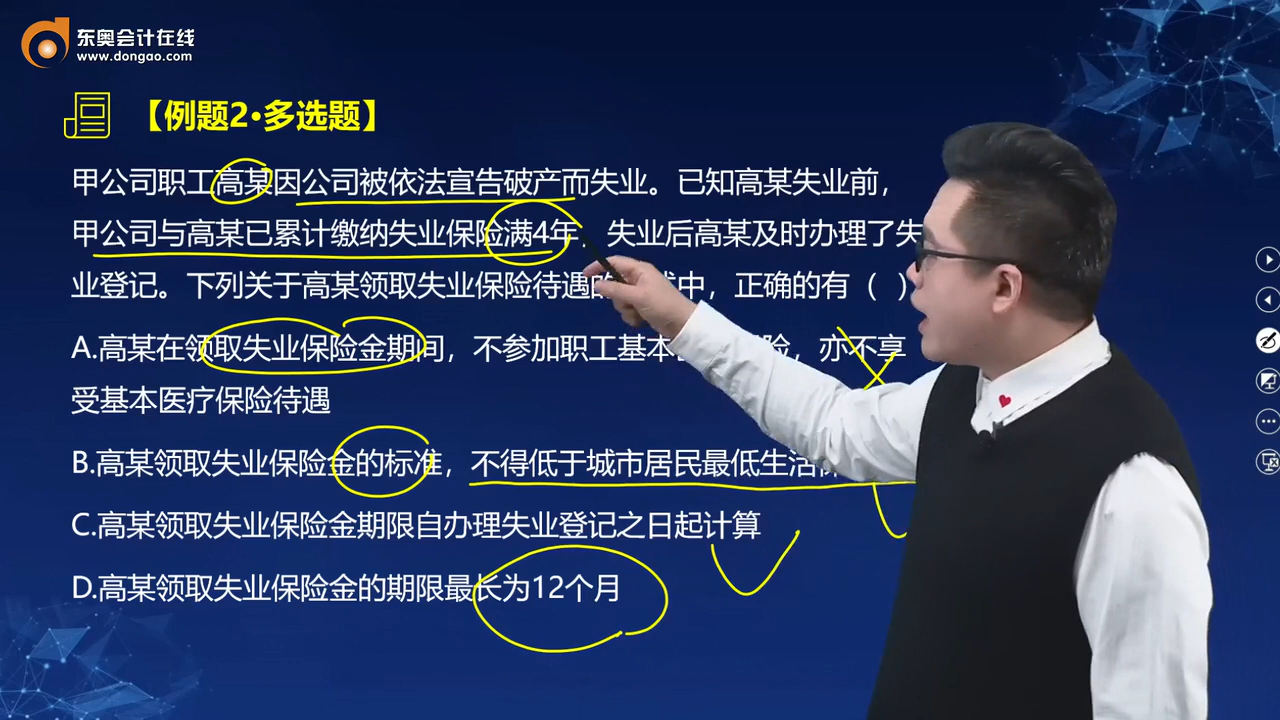 东奥会计在线
www.dongao.com
【例题2·多选题】
甲公司职工高某因公司被依法宣告破产而失业。已知高某失业前，
甲公司与高某已累计缴纳失业保险满4年，失业后高某及时办理了失
业登记。下列关于高某领取失业保险待遇的 中，正确的有（ ）
A.高某在领取失业保险金期间，不参加职工基本 险，亦不享
受基本医疗保险待遇
B.高某领取失业保险金的标准，不得低于城市居民最低生活
C.高某领取失业保险金期限自办理失业登记之日起计算
D.高某领取失业保险金的期限最长为12个月